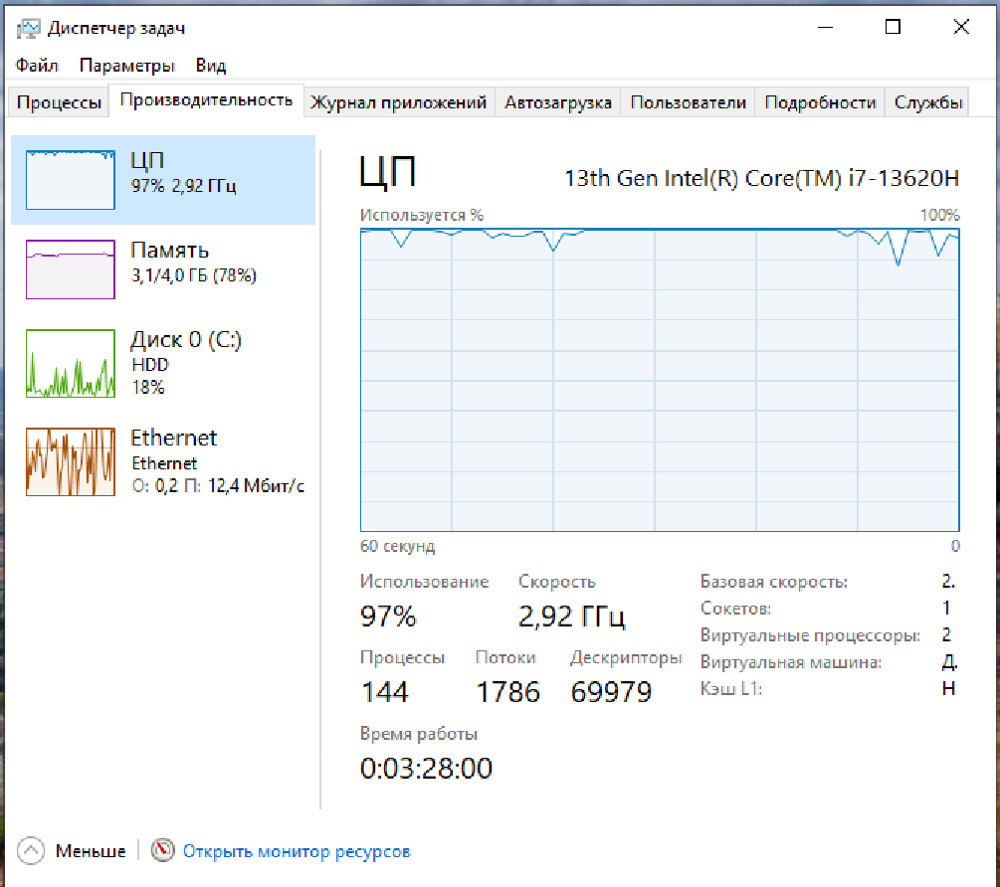 Диспетчер задач
Файл Параметры Вид
Процессы Производительность Журнал приложений Автозагрузка Пользователи Подробности Службы
ЦП
97% 2,92 ГГц
Память
3,1/4,0 ГБ (78%)
Диск 0 (C:)
HDD
18%
Ethernet
Ethernet
О: 0,2 П: 12,4 Мбит/с
ЦП 13th Gen Intel(R) Core(TM) i7-13620H
Используется % 100%
60 секунд 0
Использование Скорость
97% 2,92 ГГц
Процессы Потоки Дескрипторы
144 1786 69979
Время работы
0:03:28:00
Базовая скорость: 2.
Сокетов: 1
Виртуальные процессоры: 2
Виртуальная машина: Д.
Кэш L1: Н
Меньше Открыть монитор ресурсов